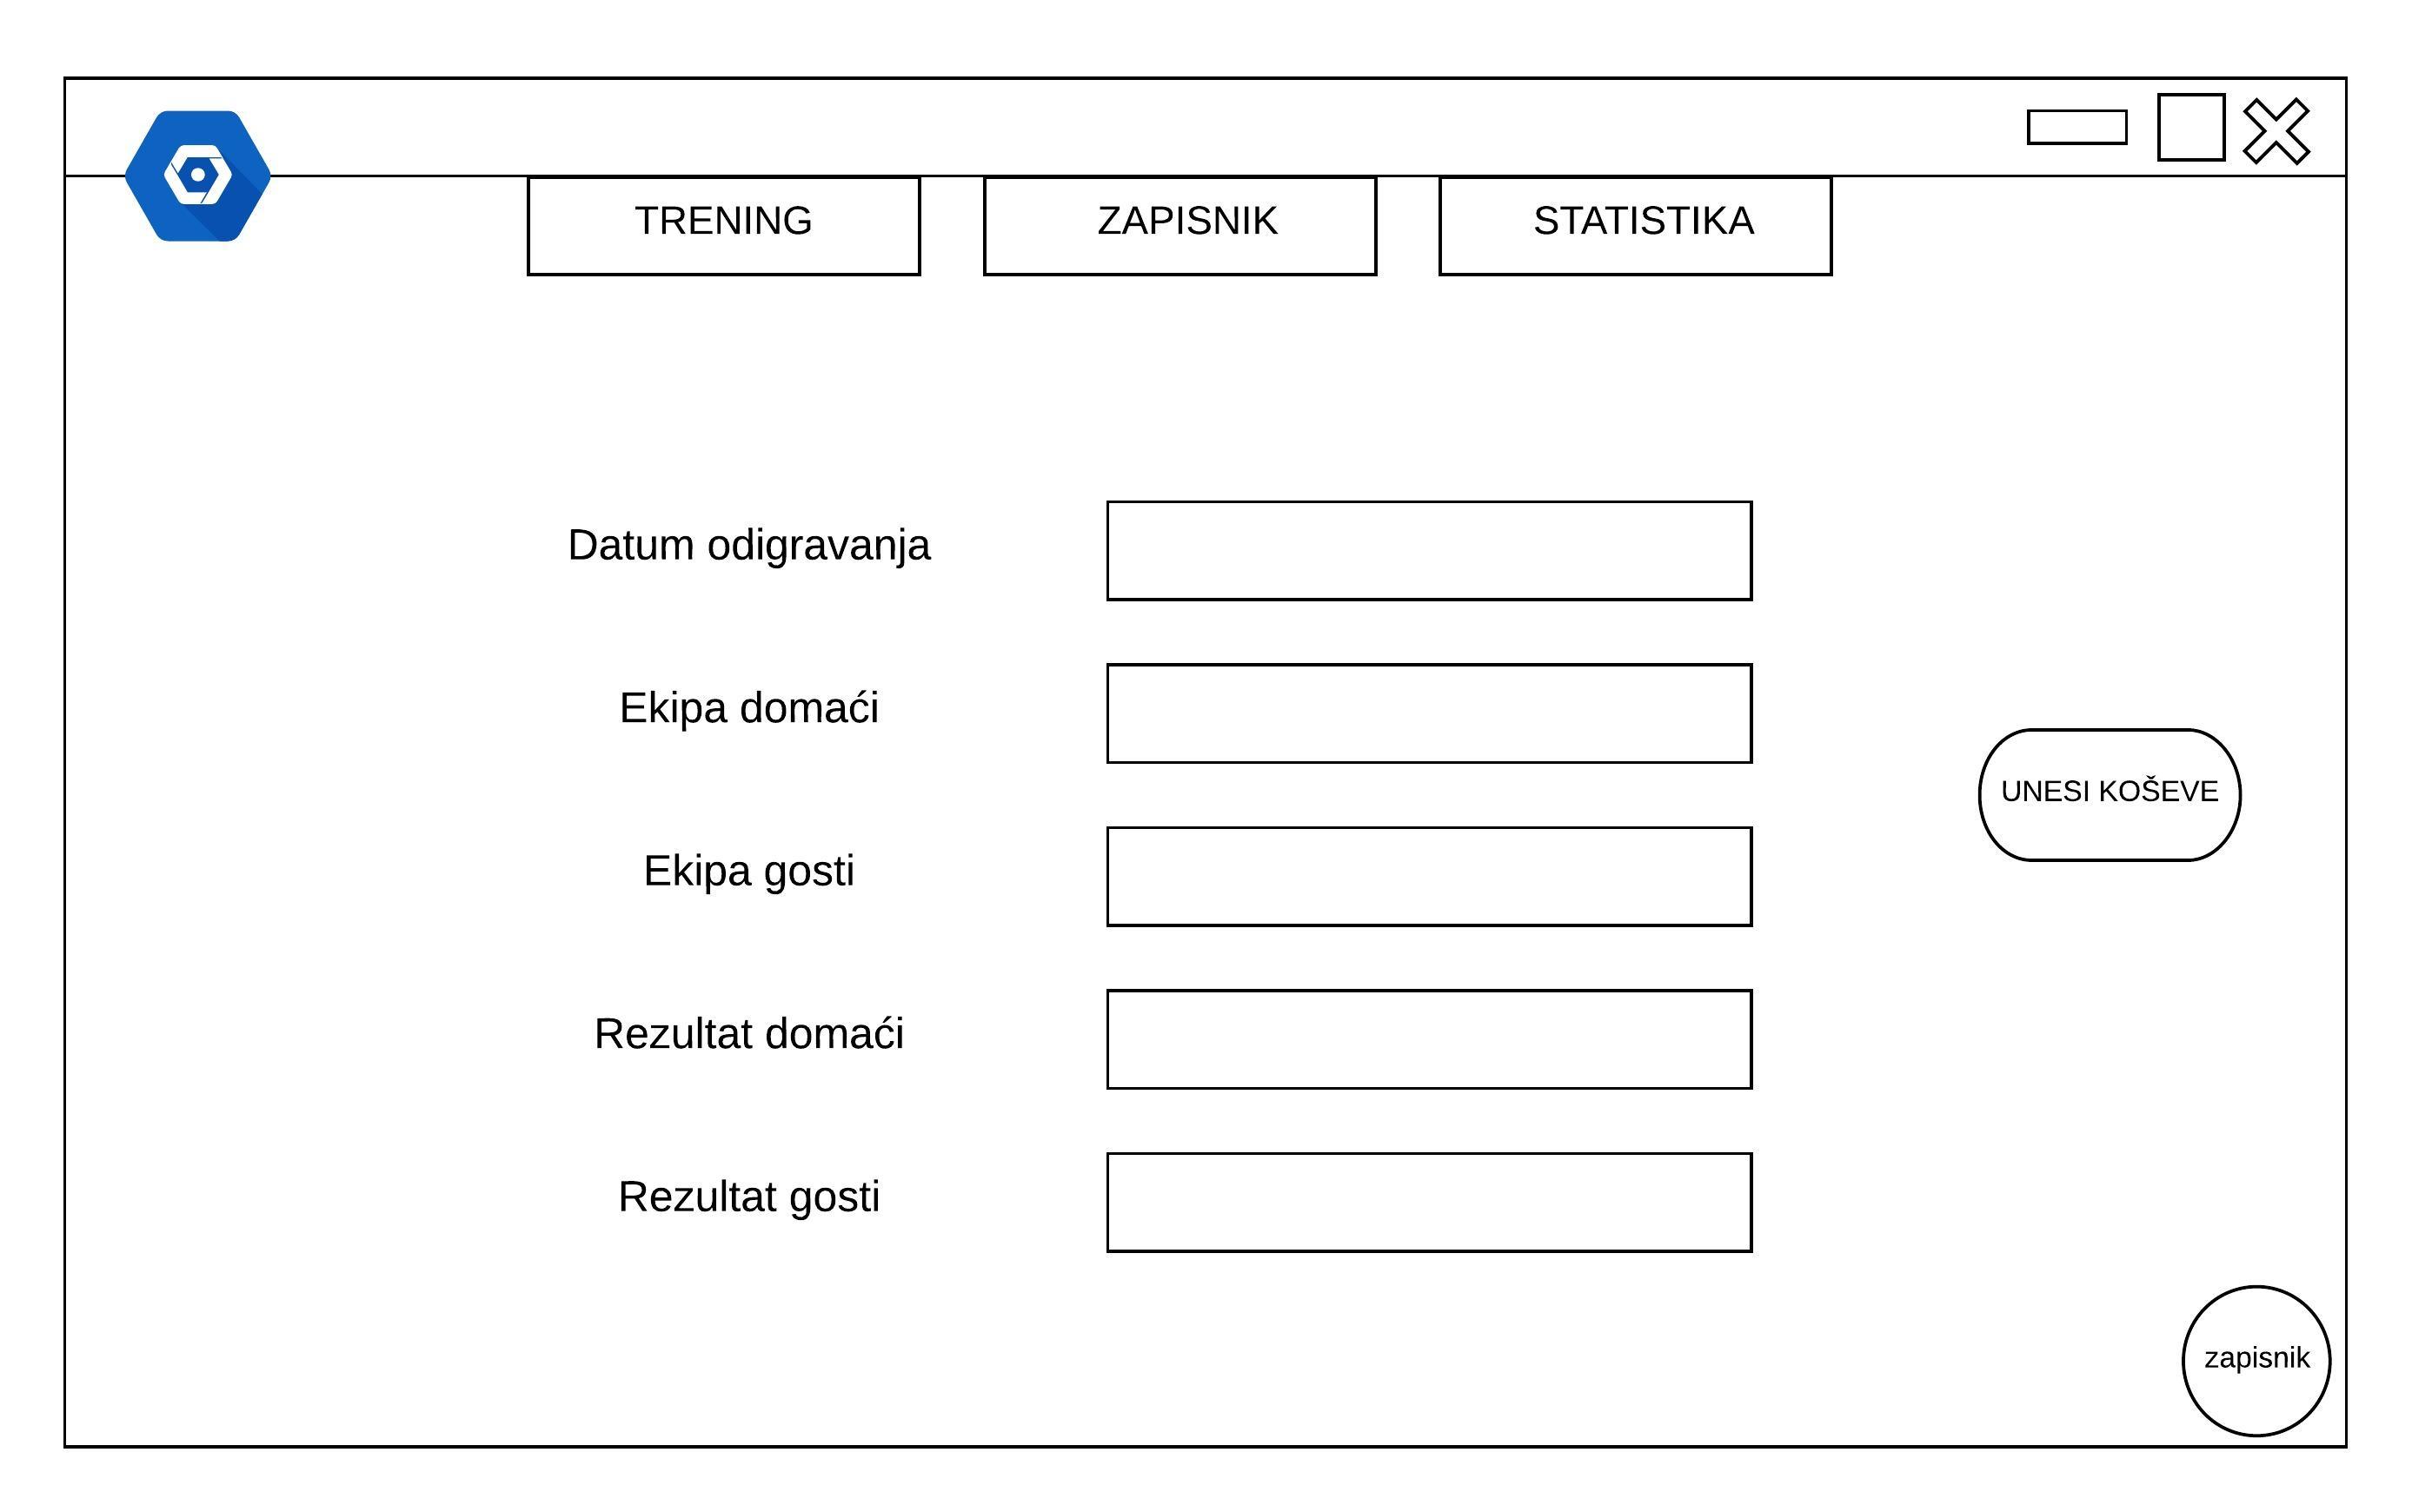 TRENING
ZAPISNIK
STATISTIKA
Datum odigravanja
Ekipa domaći
UNESI KOŠEVE
Ekipa gosti
Rezultat domaći
Rezultat gosti
zapisnik